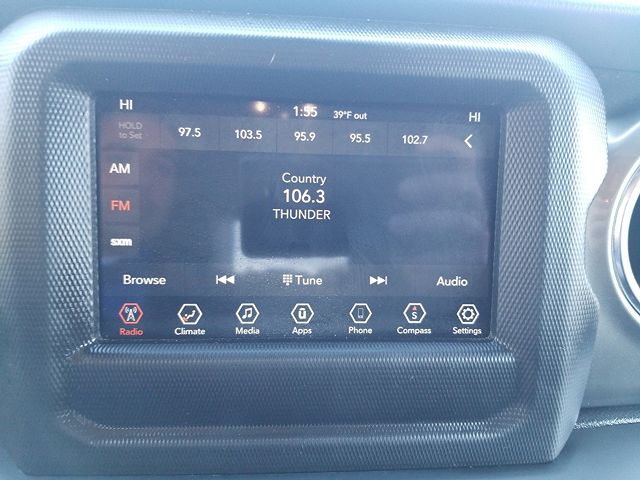 HI 1:55 39°F out HI
HOLD
to Set 97.5 103.5 95.9 95.5 102.7
AM
Country
FM 106.3
THUNDER
sxm
Browse Tune Audio
Radio Climate Media Apps Phone Compass Settings
S